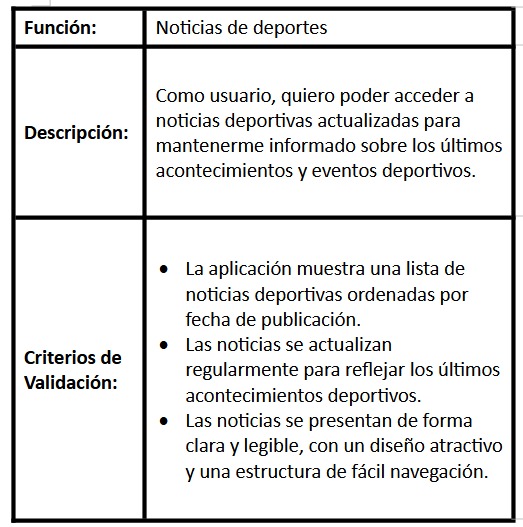 Función:
Noticias de deportes
Descripción:
Como usuario, quiero poder acceder a
noticias deportivas actualizadas para
mantenerme informado sobre los últimos
acontecimientos y eventos deportivos.
Criterios de
Validación:
• La aplicación muestra una lista de
noticias deportivas ordenadas por
fecha de publicación.
• Las noticias se actualizan
regularmente para reflejar los últimos
acontecimientos deportivos.
• Las noticias se presentan de forma
clara y legible, con un diseño atractivo
y una estructura de fácil navegación.